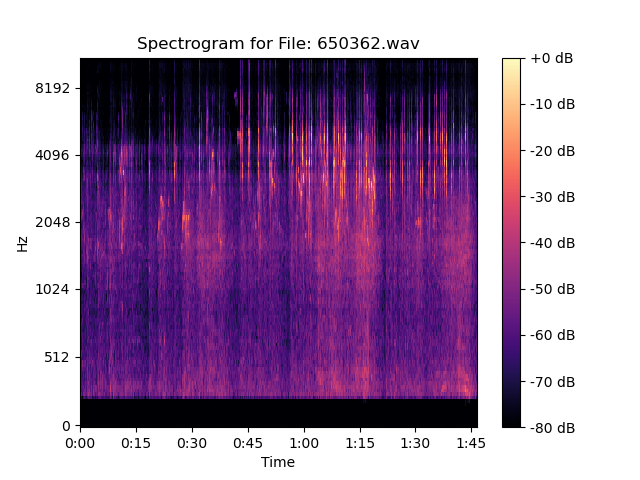 Spectrogram for File: 650362.wav
Hz
8192
4096
2048
1024
512
0
0:00 0:15 0:30 0:45 1:00 1:15 1:30 1:45
Time
+0 dB
-10 dB
-20 dB
-30 dB
-40 dB
-50 dB
-60 dB
-70 dB
-80 dB